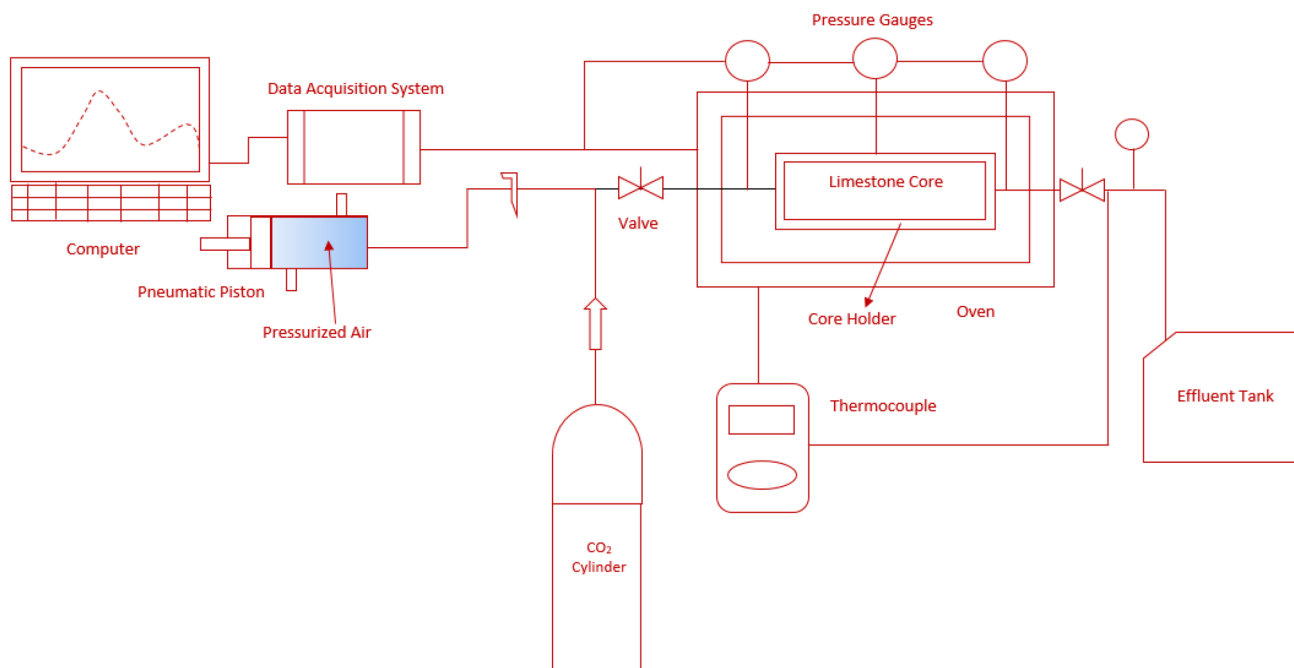 Pressure Gauges
Data Acquisition System
Limestone Core
Valve
Computer
Pneumatic Piston
Pressurized Air
Core Holder
Oven
Thermocouple
Effluent Tank
CO₂
Cylinder